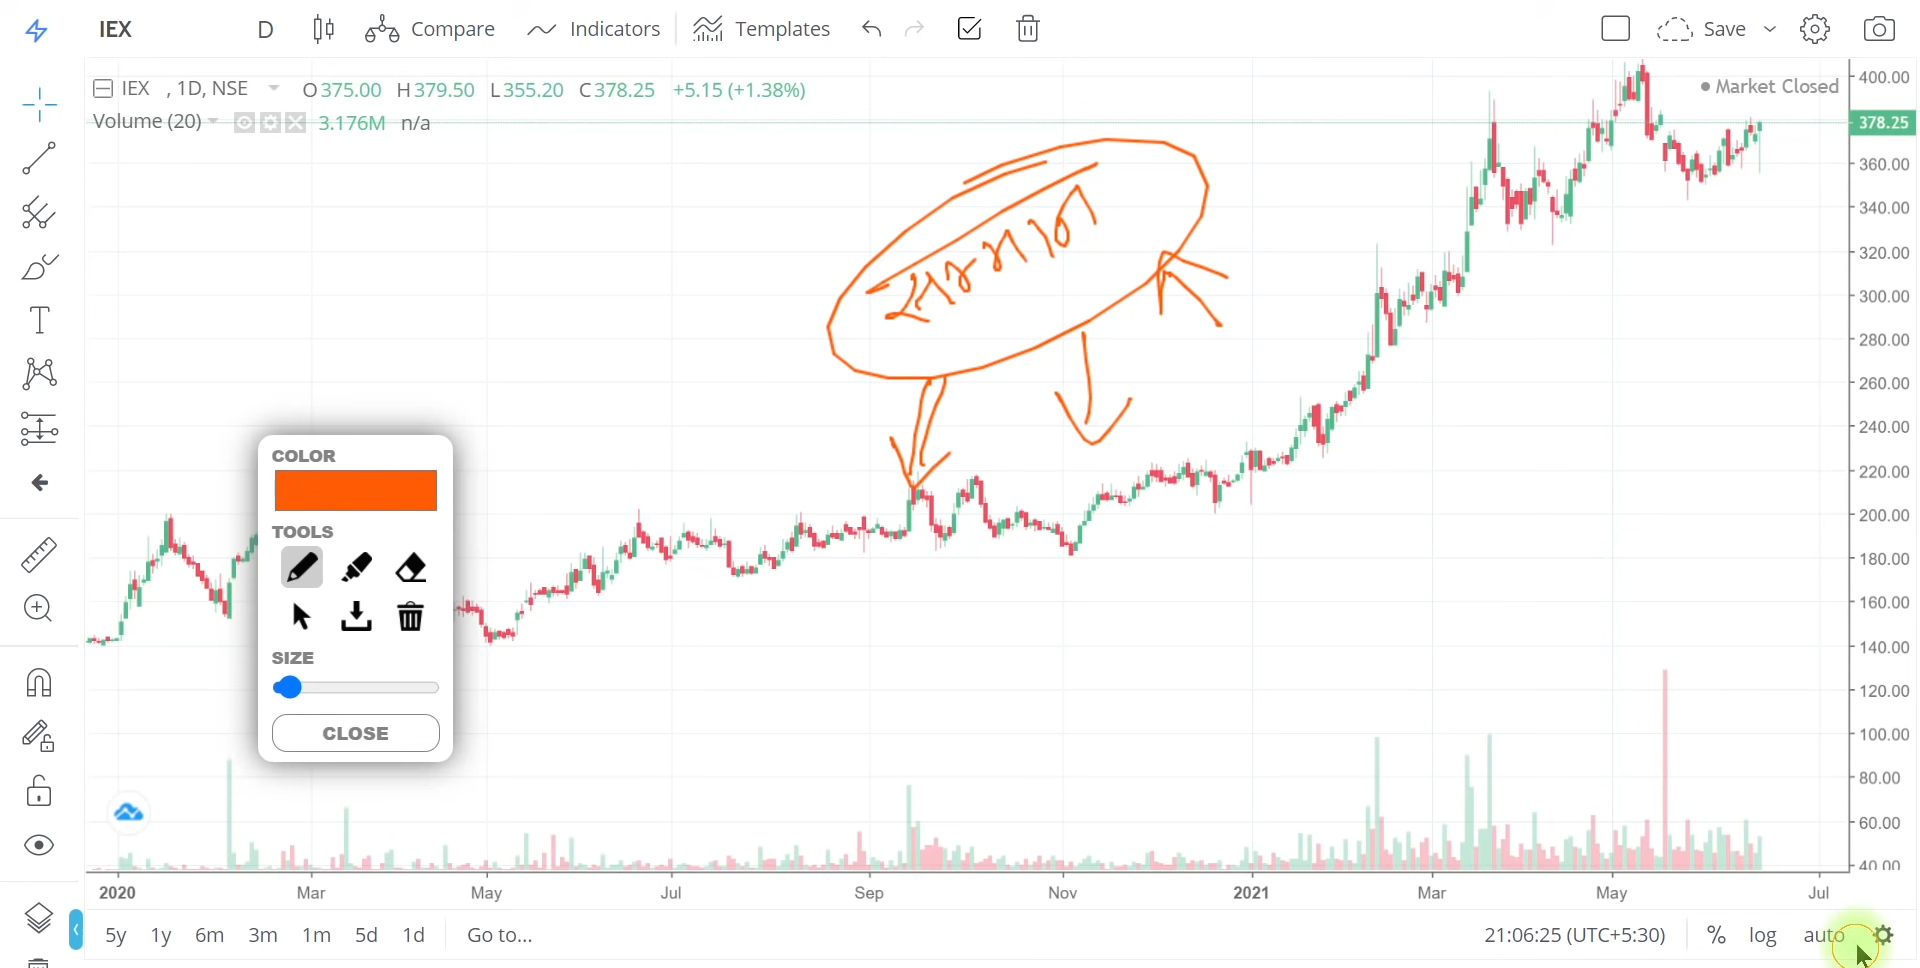 IEX D Compare Indicators Templates Save
IEX , 1D, NSE O375.00 H379.50 L355.20 C378.25 +5.15 (+1.38%)
Market Closed
Volume (20) 3.176M n/a
400.00
378.25
360.00
340.00
320.00
300.00
280.00
260.00
240.00
220.00
200.00
180.00
160.00
140.00
120.00
100.00
80.00
60.00
40.00
COLOR
TOOLS
SIZE
CLOSE
2020 Mar May Jul Sep Nov 2021 Mar May Jul
5y 1y 6m 3m 1m 5d 1d Go to... 21:06:25 (UTC+5:30) % log auto